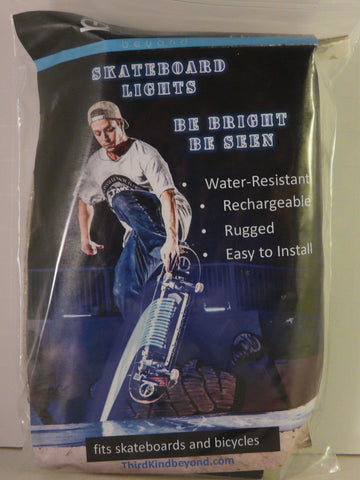 beyond
SKATEBOARD
LIGHTS
BE BRIGHT
BE SEEN
• Water-Resistant
• Rechargeable
• Rugged
• Easy to Install
fits skateboards and bicycles
ThirdKindbeyond.com